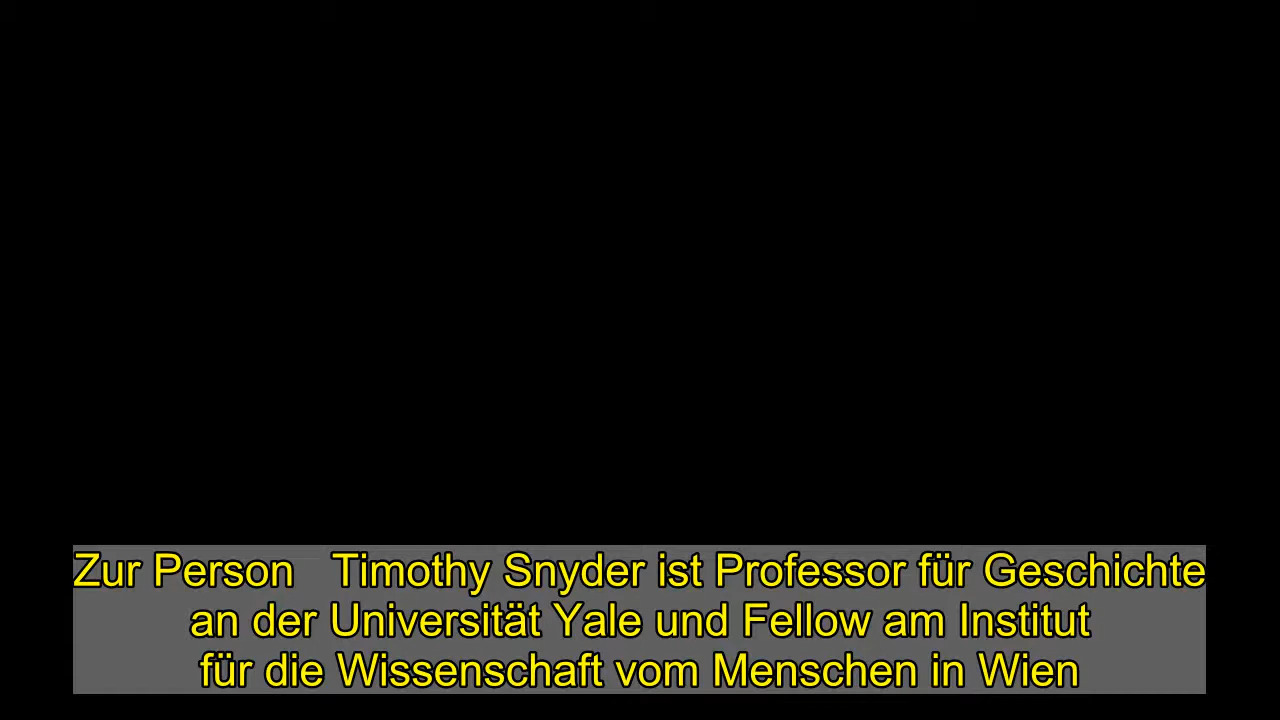 Zur Person   Timothy Snyder ist Professor für Geschichte
an der Universität Yale und Fellow am Institut
für die Wissenschaft vom Menschen in Wien